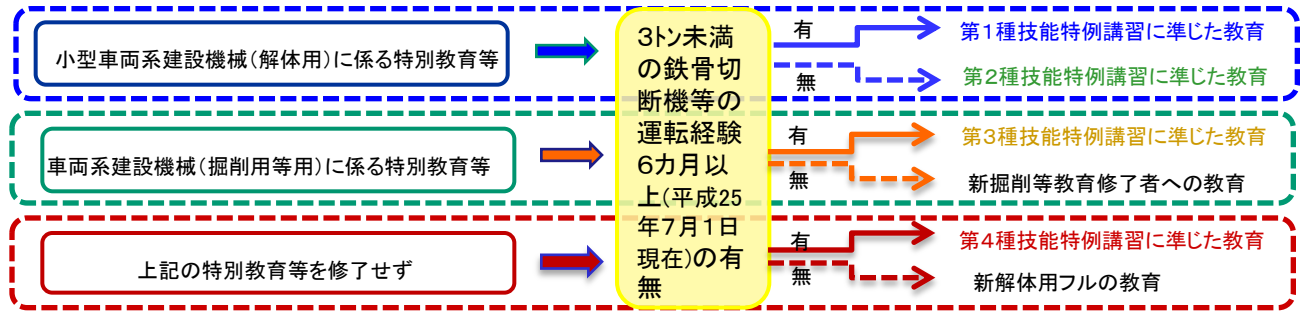 小型車両系建設機械(解体用)に係る特別教育等
車両系建設機械(掘削用等用)に係る特別教育等
上記の特別教育等を修了せず
3トン未満
の鉄骨切
断機等の
運転経験
6カ月以
上(平成25
年7月1日
現在)の有
無
有
第1種技能特例講習に準じた教育
無
第2種技能特例講習に準じた教育
有
第3種技能特例講習に準じた教育
無
新掘削等教育修了者への教育
有
第4種技能特例講習に準じた教育
無
新解体用フルの教育